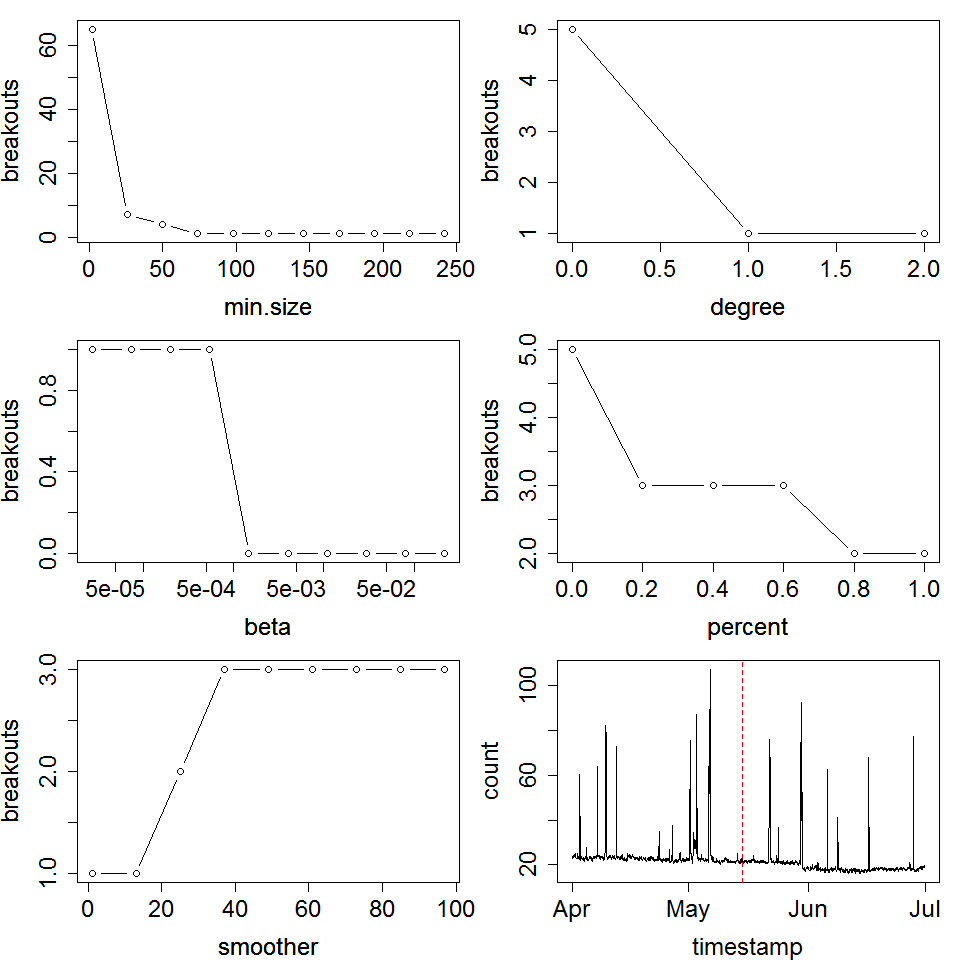 breakouts
0 20 40 60
0 50 100 150 200 250
min.size
breakouts
1 2 3 4 5
0.0 0.5 1.0 1.5 2.0
degree
breakouts
0.0 0.4 0.8
5e-05 5e-04 5e-03 5e-02
beta
breakouts
2.0 3.0 4.0 5.0
0.0 0.2 0.4 0.6 0.8 1.0
percent
breakouts
1.0 2.0 3.0
0 20 40 60 80 100
smoother
count
20 60 100
Apr May Jun Jul
timestamp